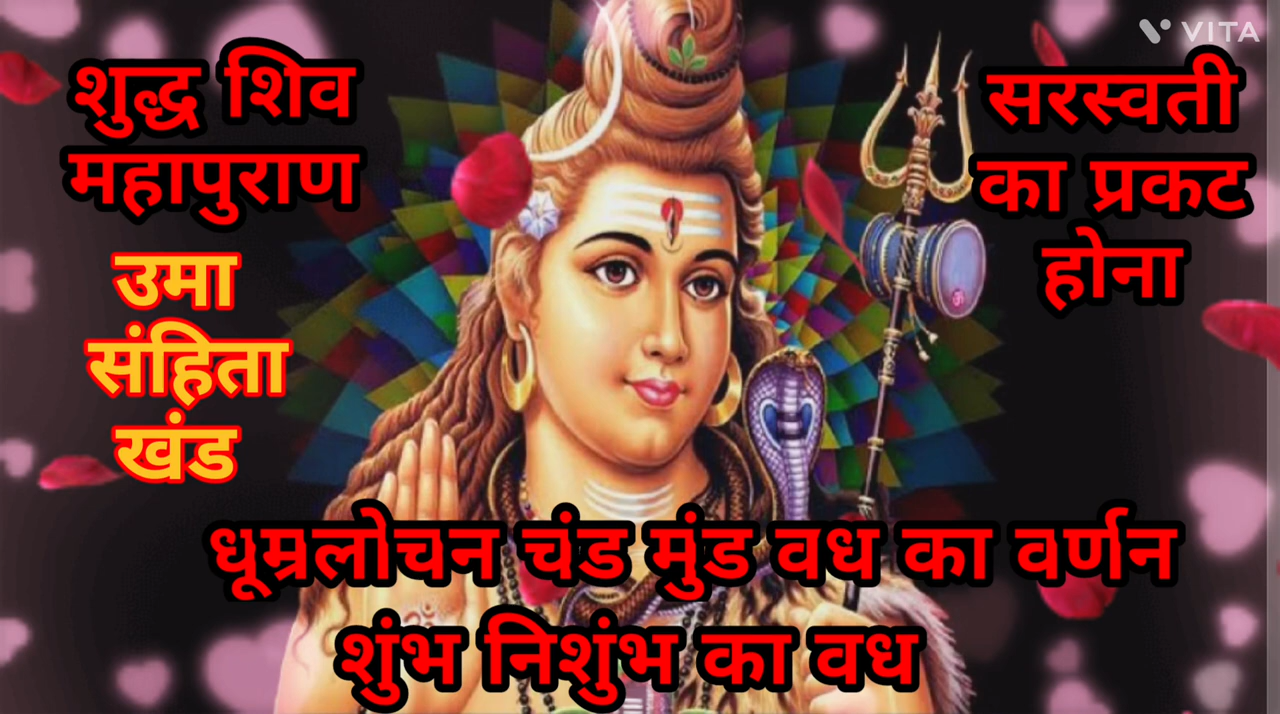 शुद्ध शिव
महापुराण
उमा
संहिता
खंड
VITA
सरस्वती
का प्रकट
होना
धूम्रलोचन चंड मुंड वध का वर्णन
शुंभ निशुंभ का वध